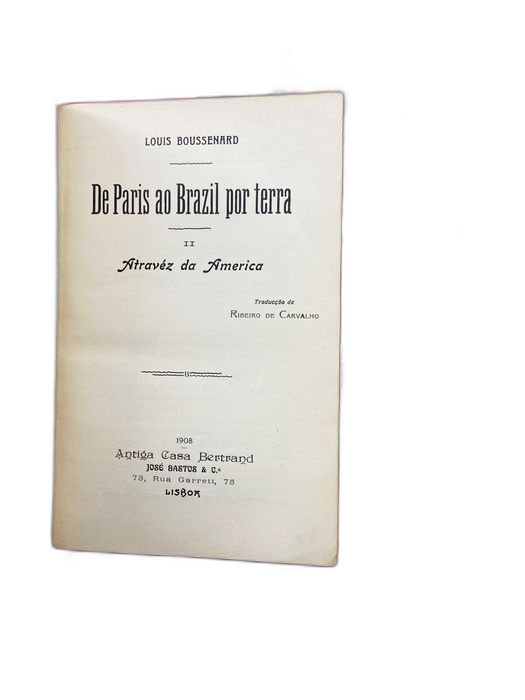 LOUIS BOUSSENARD
De Paris ao Brazil por terra
II
Atravéz da America
Traducção de
RIBEIRO DE CARVALHO
1908
Antiga Casa Bertrand
JOSÉ BASTOS & C.ª
73, Rua Garrett, 75
LISBOA